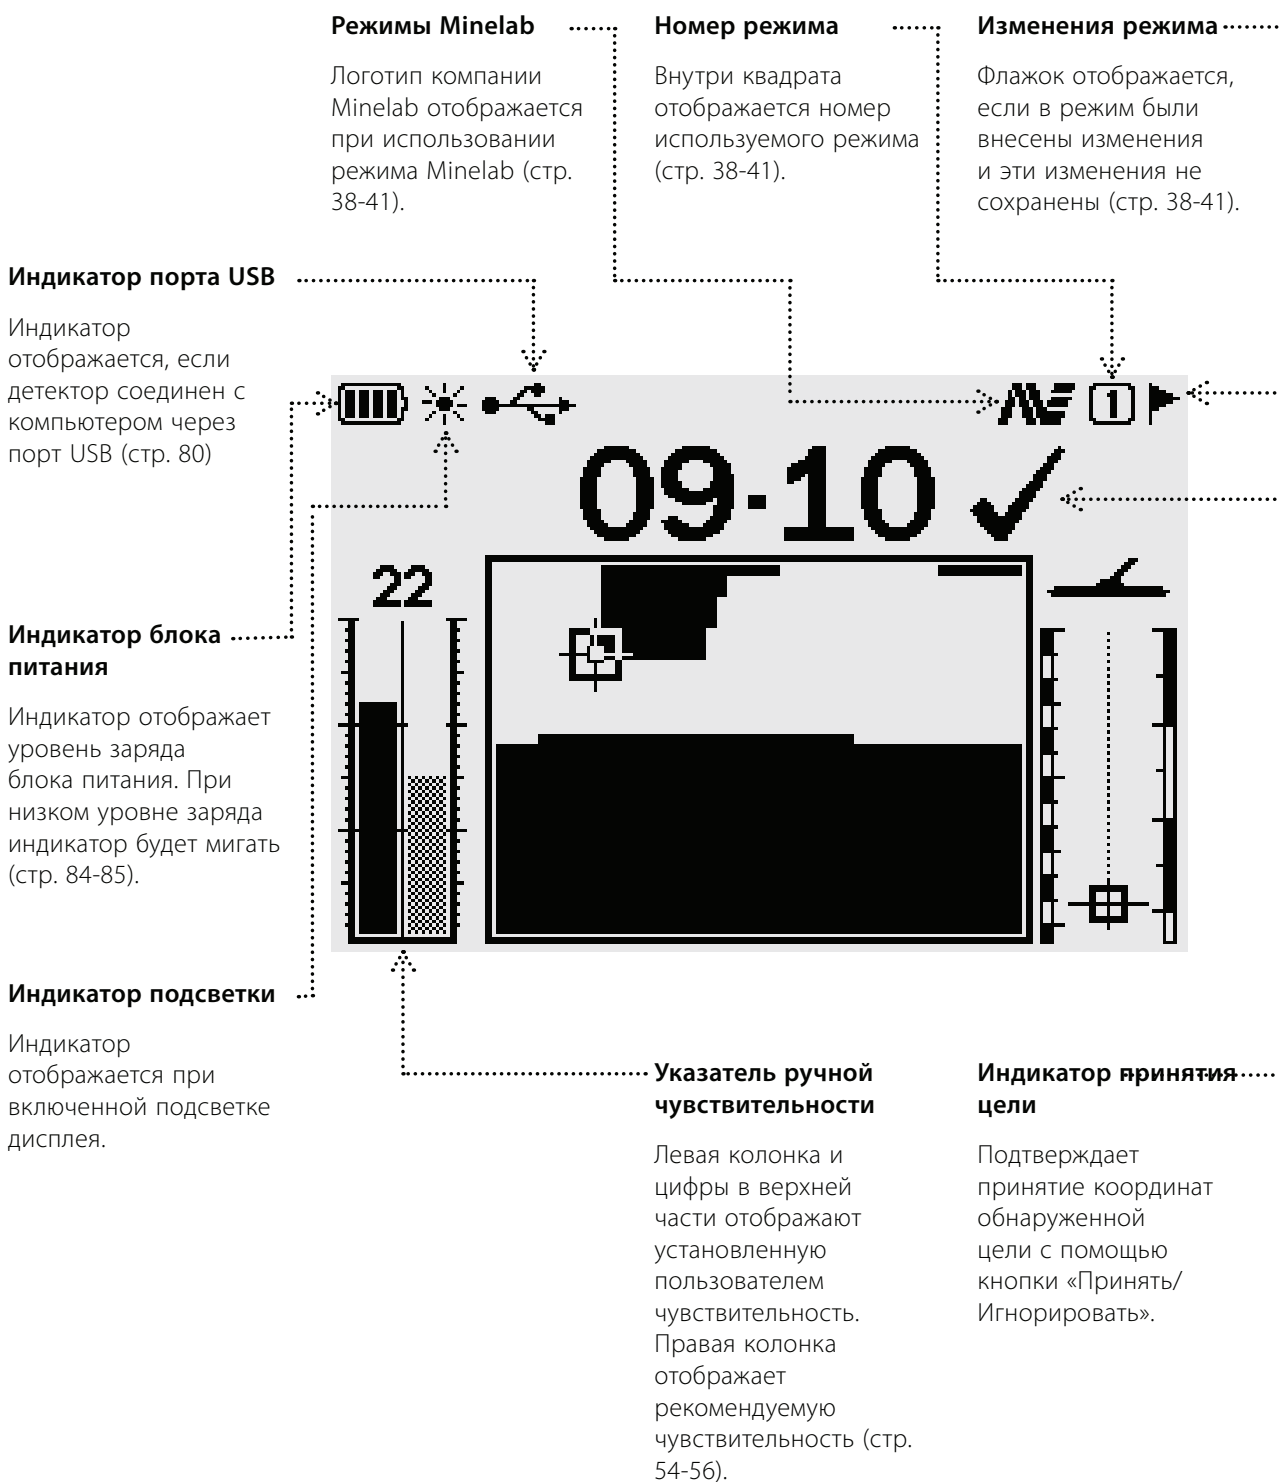 Режимы Minelab
Логотип компании
Minelab отображается
при использовании
режима Minelab (стр.
38-41).
Номер режима
Внутри квадрата
отображается номер
используемого режима
(стр. 38-41).
Изменения режима
Флажок отображается,
если в режим были
внесены изменения
и эти изменения не
сохранены (стр. 38-41).
Индикатор порта USB
Индикатор
отображается, если
детектор соединен с
компьютером через
порт USB (стр. 80)
1
09-10
22
Индикатор блока
питания
Индикатор отображает
уровень заряда
блока питания. При
низком уровне заряда
индикатор будет мигать
(стр. 84-85).
Индикатор подсветки
Индикатор
отображается при
включенной подсветке
дисплея.
Указатель ручной
чувствительности
Левая колонка и
цифры в верхней
части отображают
установленную
пользователем
чувствительность.
Правая колонка
отображает
рекомендуемую
чувствительность (стр.
54-56).
Индикатор принятия
цели
Подтверждает
принятие координат
обнаруженной
цели с помощью
кнопки «Принять/
Игнорировать».